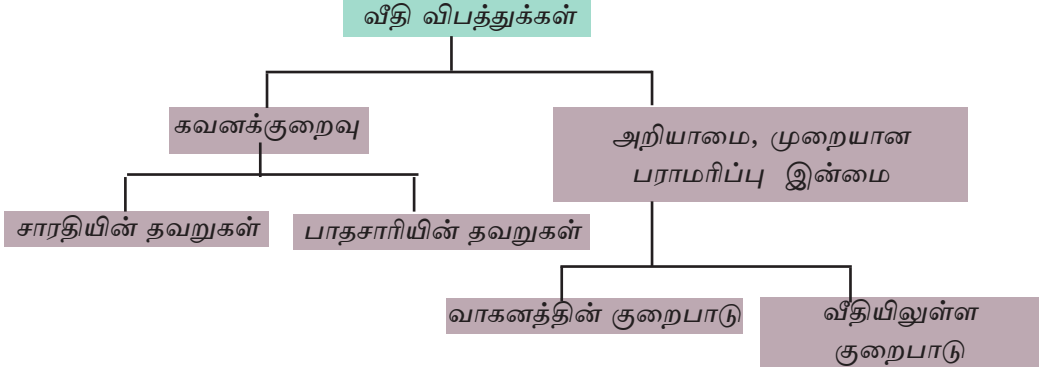 வீதி விபத்துக்கள்
கவனக்குறைவு
அறியாமை, முறையான
பராமரிப்பு இன்மை
சாரதியின் தவறுகள்
பாதசாரியின் தவறுகள்
வாகனத்தின் குறைபாடு
வீதியிலுள்ள
குறைபாடு